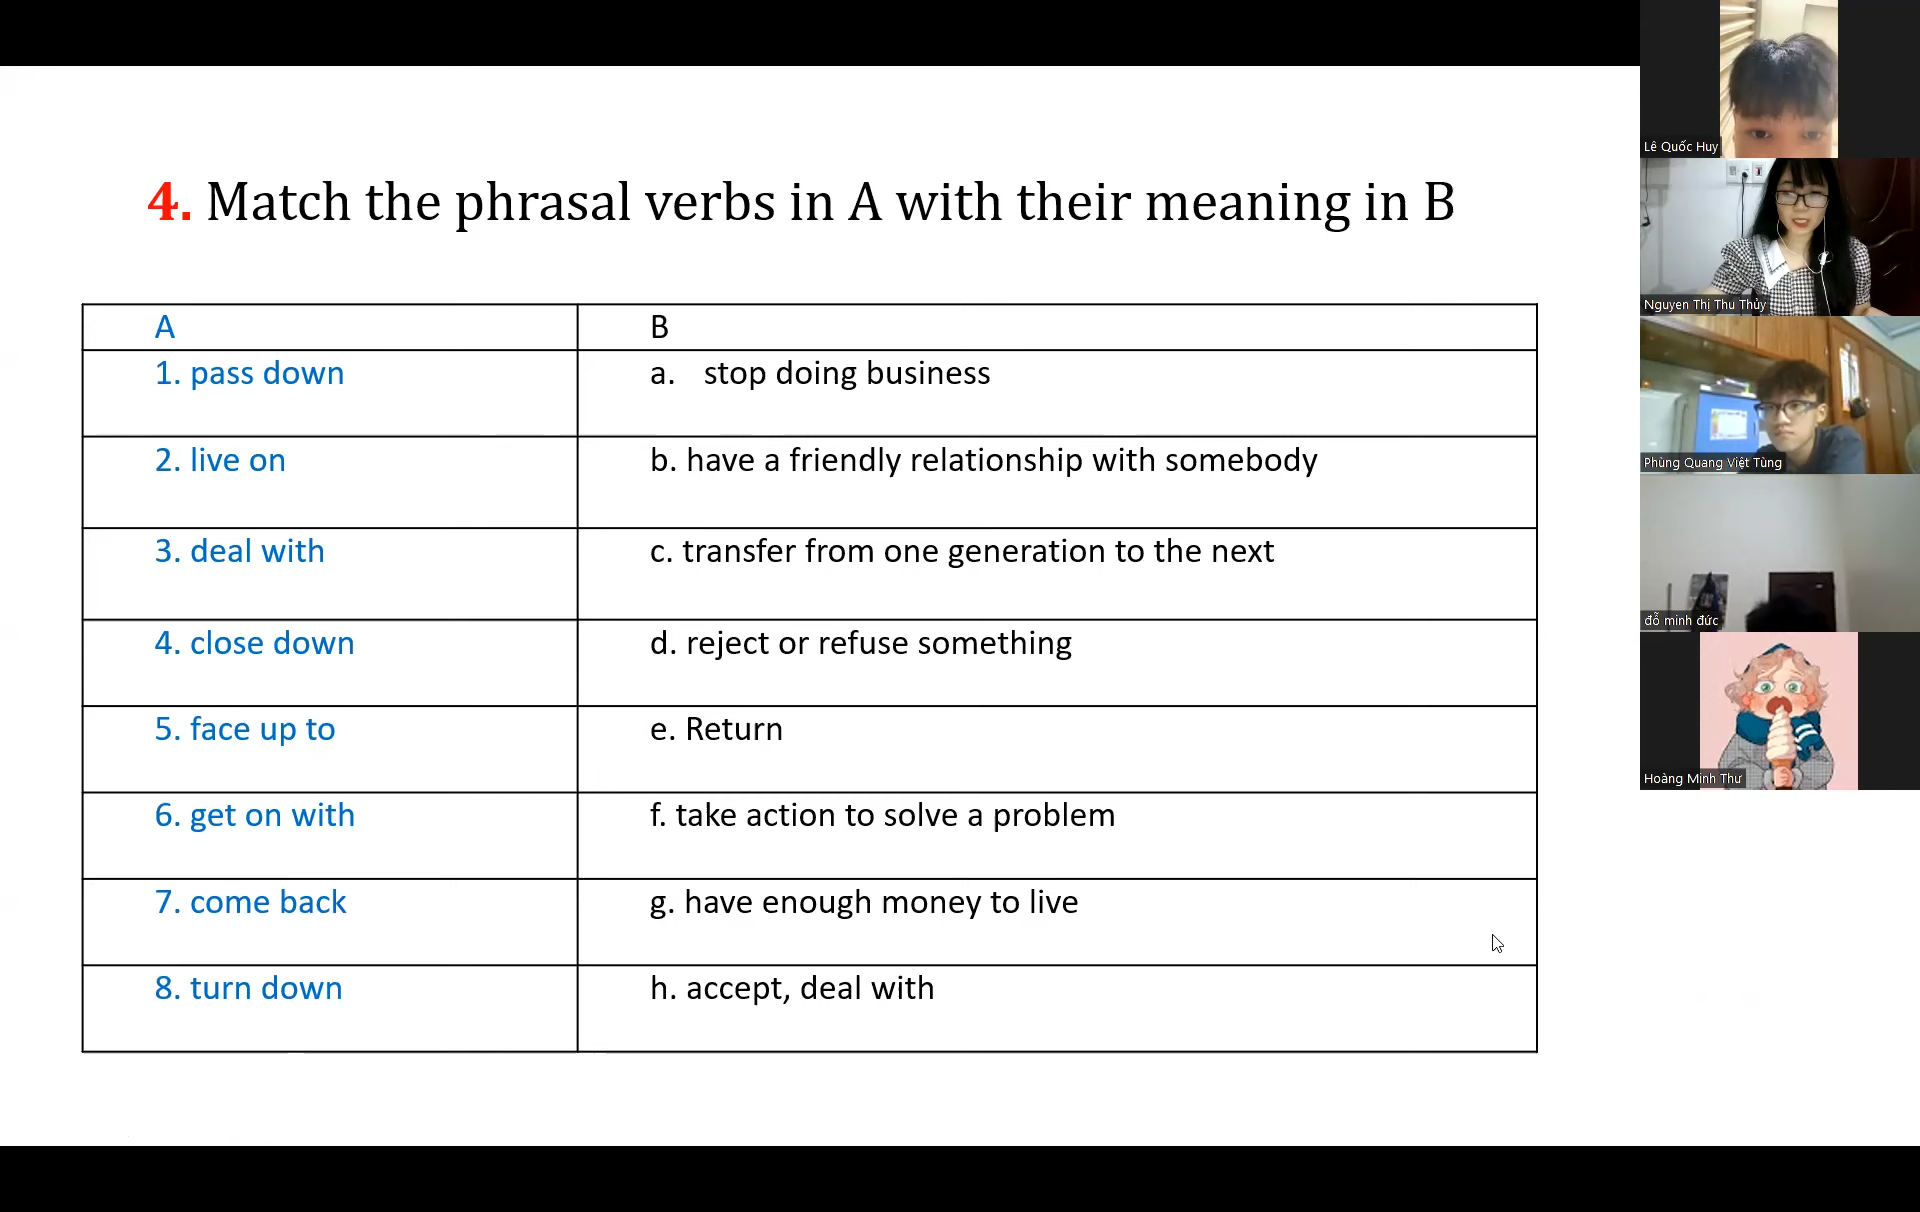 4. Match the phrasal verbs in A with their meaning in B
A
B
1. pass down
a. stop doing business
2. live on
b. have a friendly relationship with somebody
3. deal with
c. transfer from one generation to the next
4. close down
d. reject or refuse something
5. face up to
e. Return
6. get on with
f. take action to solve a problem
7. come back
g. have enough money to live
8. turn down
h. accept, deal with
Lê Quốc Huy
Nguyen Thị Thu Thủy
Phùng Quang Việt Tùng
đỗ minh đức
Hoàng Minh Thư